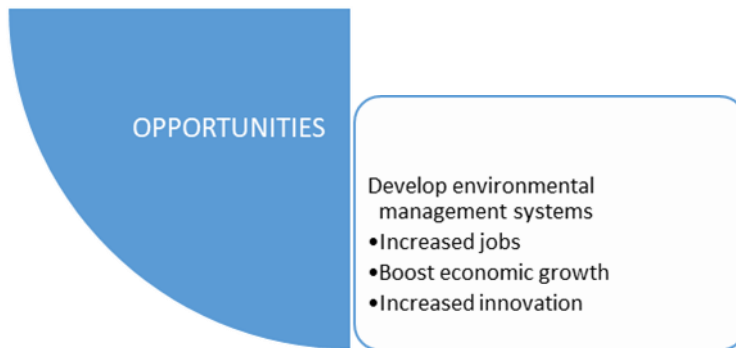 OPPORTUNITIES
Develop environmental
management systems
•Increased jobs
•Boost economic growth
•Increased innovation